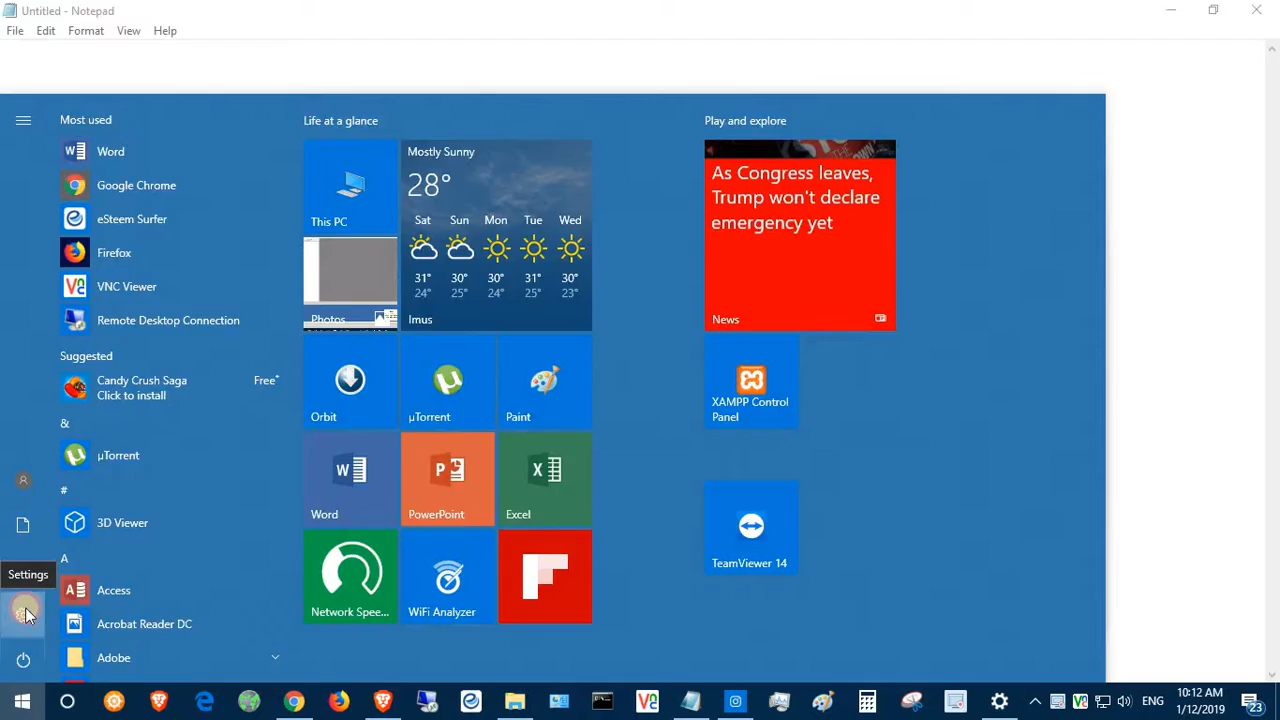 Untitled - Notepad
File Edit Format View Help
Most used
Word
Google Chrome
eSteem Surfer
Firefox
VNC Viewer
Remote Desktop Connection
Suggested
Candy Crush Saga Free*
Click to install
&
µTorrent
#
3D Viewer
A
Access
Acrobat Reader DC
Adobe
Settings
Life at a glance
This PC
Mostly Sunny
28°
Sat Sun Mon Tue Wed
31° 30° 30° 31° 30°
24° 25° 24° 25° 23°
Imus
Photos
Orbit
µTorrent
Paint
Word
PowerPoint
Excel
Network Spee...
WiFi Analyzer
Play and explore
As Congress leaves,
Trump won't declare
emergency yet
News
XAMPP Control
Panel
TeamViewer 14
ENG
10:12 AM
1/12/2019
23